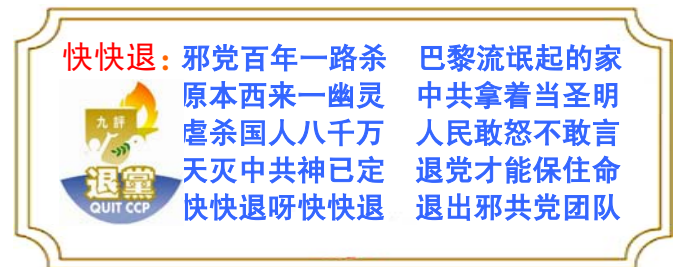 快快退：邪党百年一路杀 巴黎流氓起的家
原本西来一幽灵 中共拿着当圣明
虐杀国人八千万 人民敢怒不敢言
天灭中共神已定 退党才能保住命
快快退呀快快退 退出邪共党团队
九評
退黨
QUIT CCP